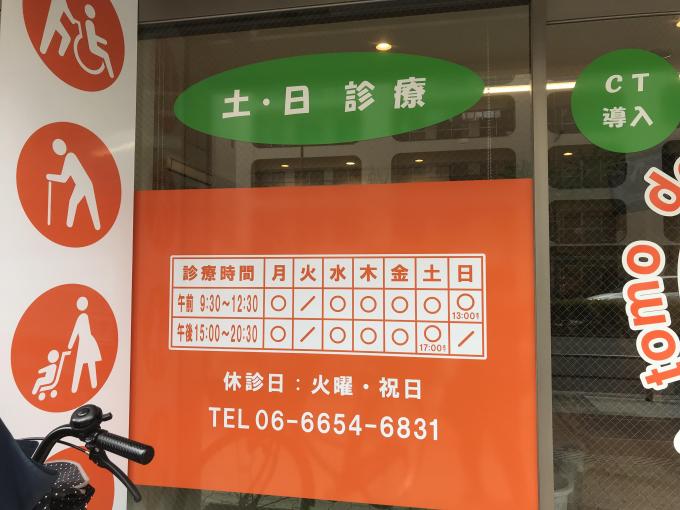 土・日 診療
CT
導入
診療時間 月 火 水 木 金 土 日
午前 9:30〜12:30 ○ / ○ ○ ○ ○ ○ 13:00まで
午後15:00〜20:30 ○ / ○ ○ ○ ○ 17:00まで /
休診日:火曜・祝日
TEL 06-6654-6831
tomo